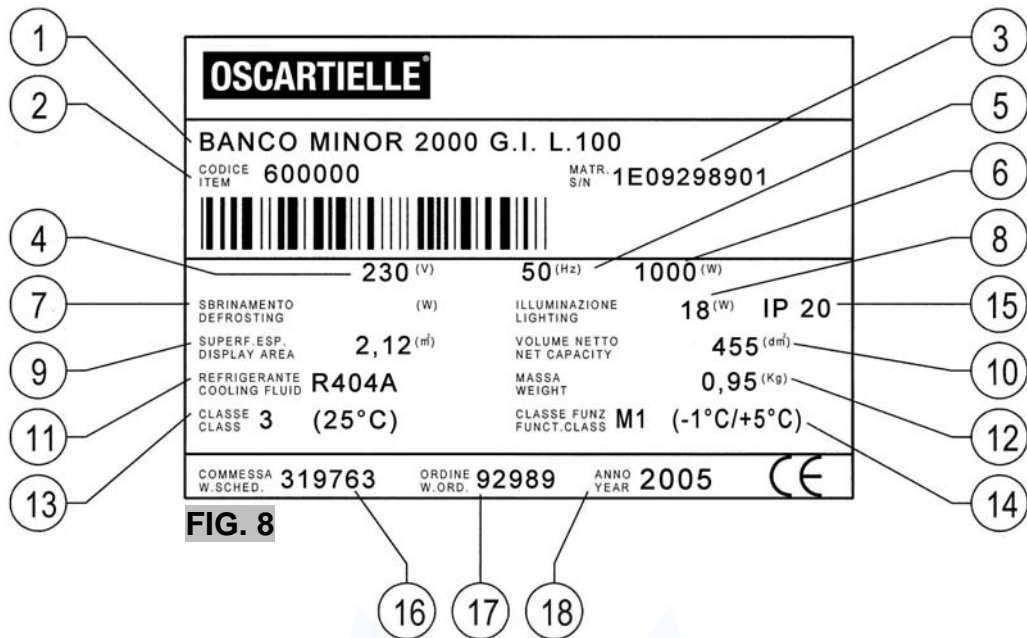 1
3
2
5
4
6
7
8
9
15
11
10
13
12
14
OSCARTIELLE®
BANCO MINOR 2000 G.I. L.100
CODICE ITEM 600000 MATR. S/N 1E09298901
230 (V) 50 (Hz) 1000 (W)
SBRINAMENTO DEFROSTING (W) ILLUMINAZIONE LIGHTING 18 (W) IP 20
SUPERF.ESP. DISPLAY AREA 2,12 (m²) VOLUME NETTO NET CAPACITY 455 (dm³)
REFRIGERANTE COOLING FLUID R404A MASSA WEIGHT 0,95 (Kg)
CLASSE CLASS 3 (25°C) CLASSE FUNZ FUNCT.CLASS M1 (-1°C/+5°C)
COMMESSA W.SCHED. 319763 ORDINE W.ORD. 92989 ANNO YEAR 2005 CE
FIG. 8
16 17 18